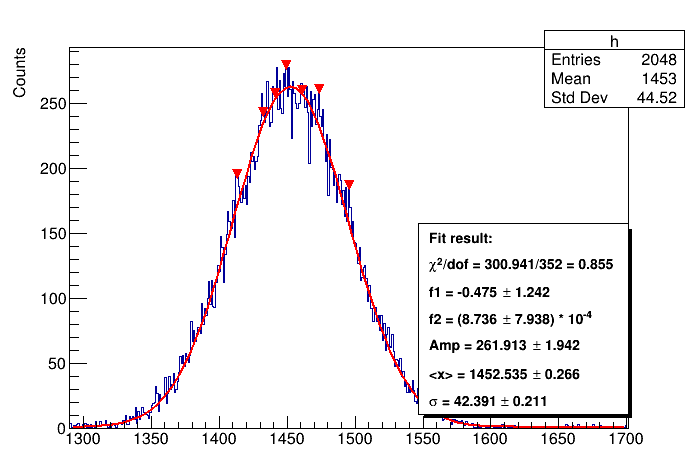 h
Entries 2048
Mean 1453
Std Dev 44.52
Counts
250
200
150
100
50
0
Fit result:
χ²/dof = 300.941/352 = 0.855
f1 = -0.475 ± 1.242
f2 = (8.736 ± 7.938) * 10⁻⁴
Amp = 261.913 ± 1.942
<x> = 1452.535 ± 0.266
σ = 42.391 ± 0.211
1300 1350 1400 1450 1500 1550 1600 1650 1700